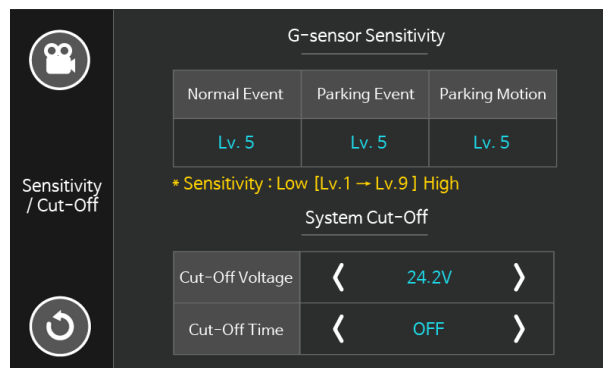 G-sensor Sensitivity
Normal Event Parking Event Parking Motion
Lv. 5 Lv. 5 Lv. 5
Sensitivity
/ Cut-Off
* Sensitivity : Low [Lv.1 → Lv.9 ] High
System Cut-Off
Cut-Off Voltage ❬ 24.2V ❭
Cut-Off Time ❬ OFF ❭